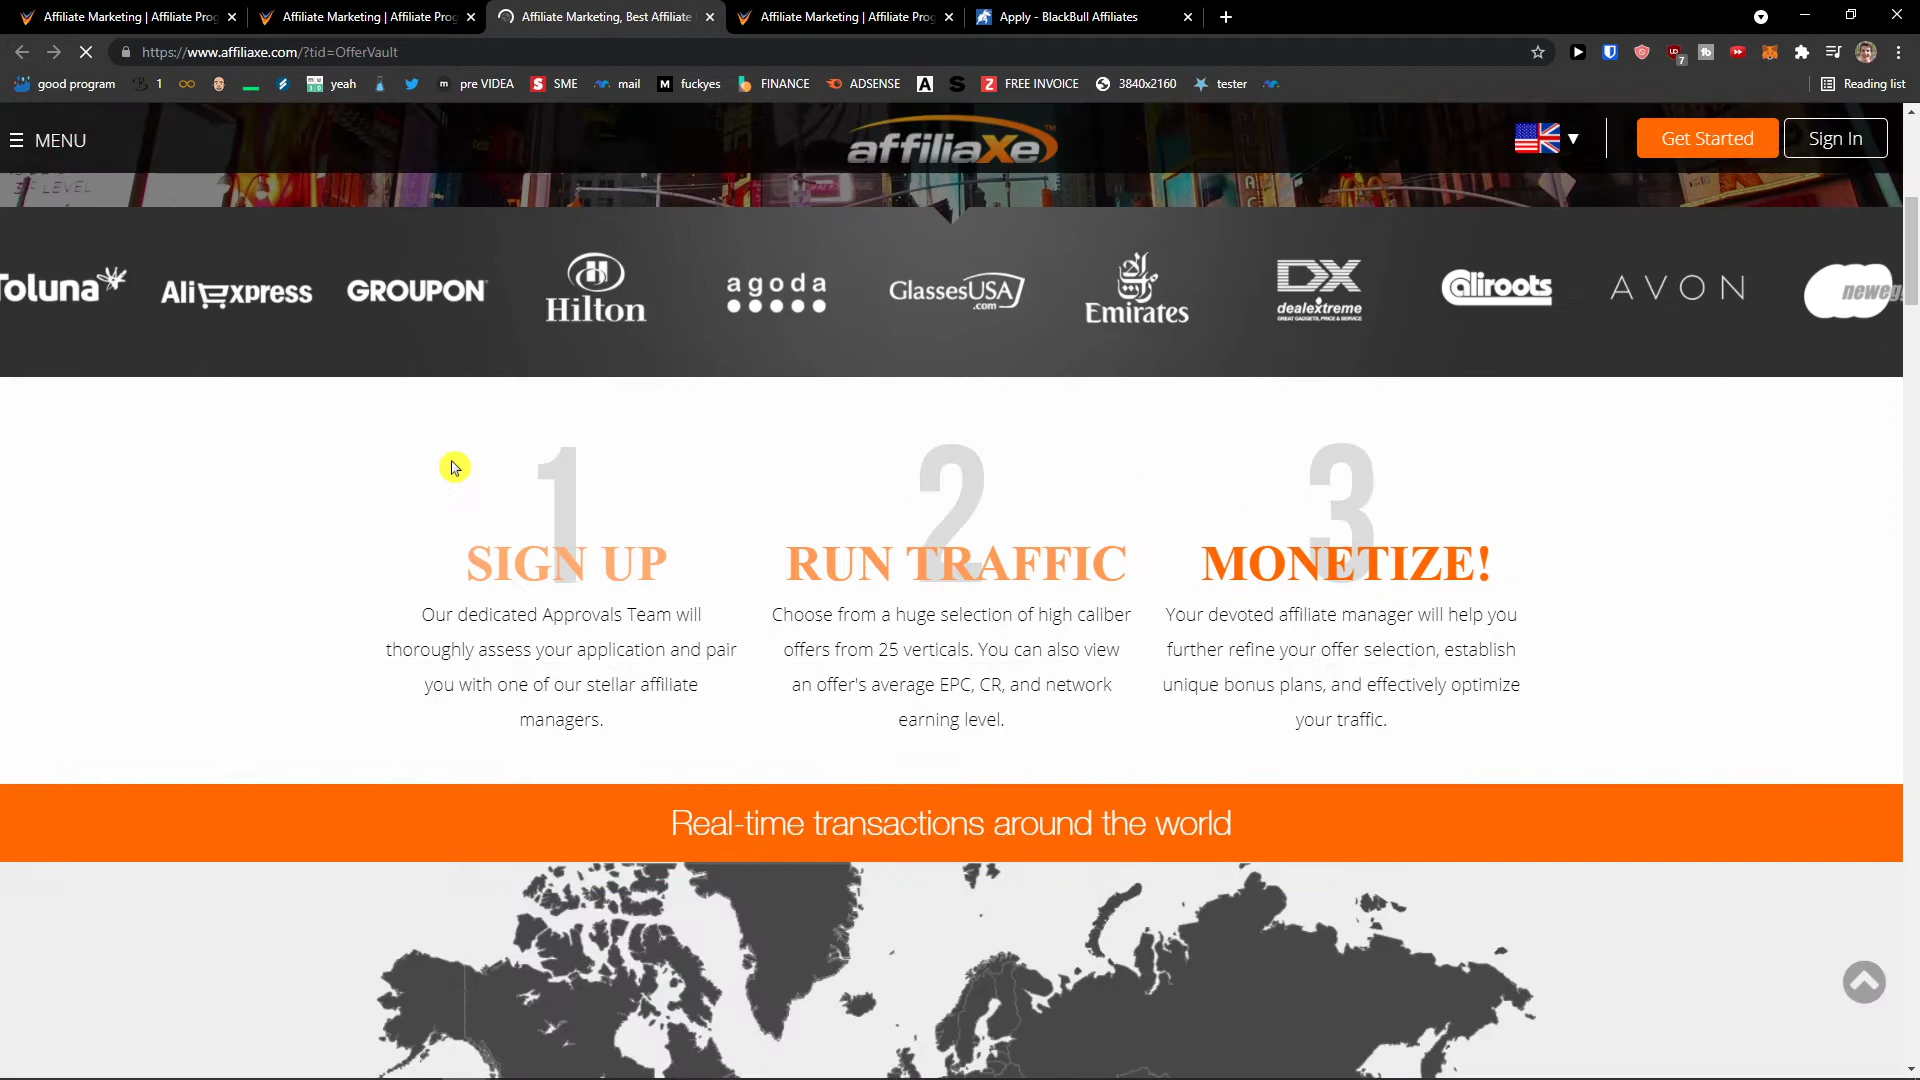 Affiliate Marketing | Affiliate Prog
Affiliate Marketing | Affiliate Prog
Affiliate Marketing, Best Affiliate
Affiliate Marketing | Affiliate Prog
Apply - BlackBull Affiliates
https://www.affiliaxe.com/?tid=OfferVault
7
good program
1
yeah
pre VIDEA
SME
mail
fuckyes
FINANCE
ADSENSE
FREE INVOICE
3840x2160
tester
Reading list
MENU
affiliaXe™
Get Started
Sign In
Toluna
AliExpress
GROUPON
Hilton
agoda
GlassesUSA.com
Emirates
DX
dealextreme
GREAT GADGETS, PRICE & SERVICE
aliroots
AVON
newegg
1
2
3
SIGN UP
RUN TRAFFIC
MONETIZE!
Our dedicated Approvals Team will
thoroughly assess your application and pair
you with one of our stellar affiliate
managers.
Choose from a huge selection of high caliber
offers from 25 verticals. You can also view
an offer's average EPC, CR, and network
earning level.
Your devoted affiliate manager will help you
further refine your offer selection, establish
unique bonus plans, and effectively optimize
your traffic.
Real-time transactions around the world